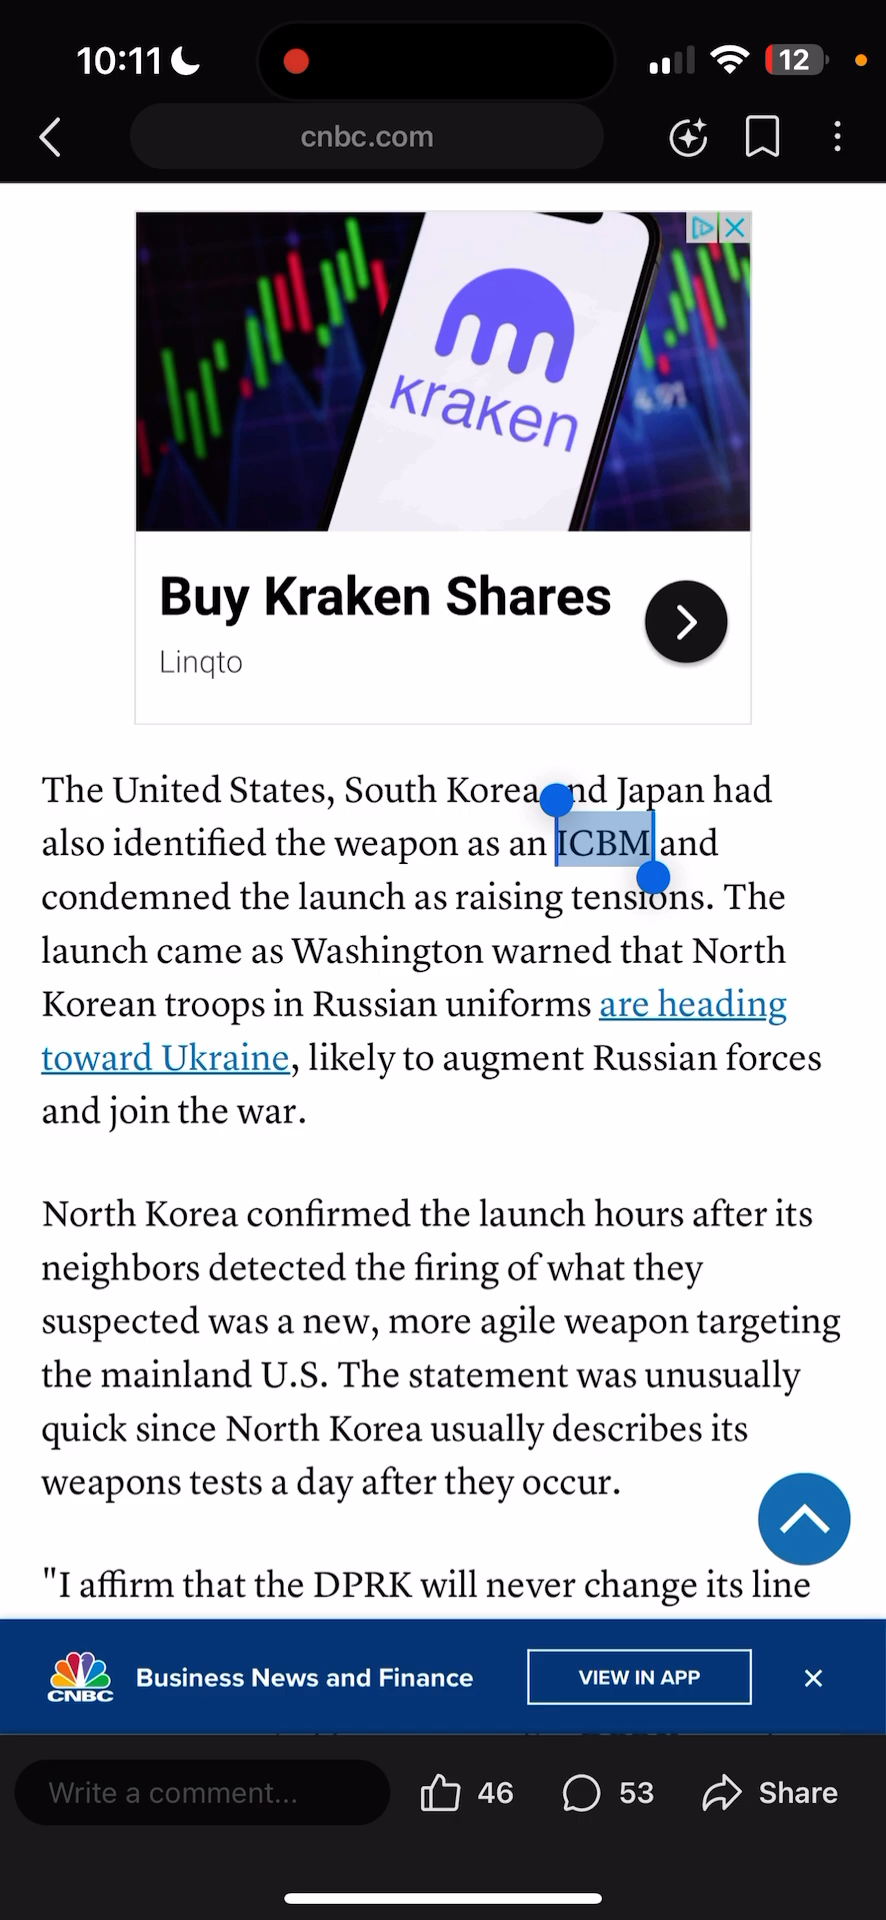 10:11
12
cnbc.com
4.91
kraken
Buy Kraken Shares
Linqto
The United States, South Korea and Japan had
also identified the weapon as an ICBM and
condemned the launch as raising tensions. The
launch came as Washington warned that North
Korean troops in Russian uniforms are heading
toward Ukraine, likely to augment Russian forces
and join the war.
North Korea confirmed the launch hours after its
neighbors detected the firing of what they
suspected was a new, more agile weapon targeting
the mainland U.S. The statement was unusually
quick since North Korea usually describes its
weapons tests a day after they occur.
"I affirm that the DPRK will never change its line
CNBC
Business News and Finance
VIEW IN APP
Write a comment...
46
53
Share